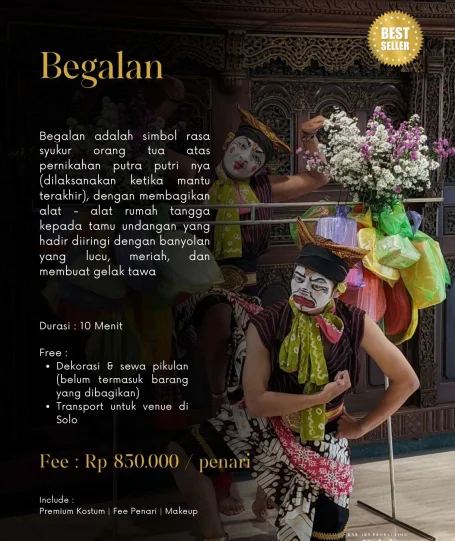 BEST
SELLER
Begalan
Begalan adalah simbol rasa
syukur orang tua atas
pernikahan putra putri nya
(dilaksanakan ketika mantu
terakhir), dengan membagikan
alat - alat rumah tangga
kepada tamu undangan yang
hadir diiringi dengan banyolan
yang lucu, meriah, dan
membuat gelak tawa
Durasi : 10 Menit
Free :
• Dekorasi & sewa pikulan
(belum termasuk barang
yang dibagikan)
• Transport untuk venue di
Solo
Fee : Rp 850.000 / penari
Include :
Premium Kostum | Fee Penari | Makeup